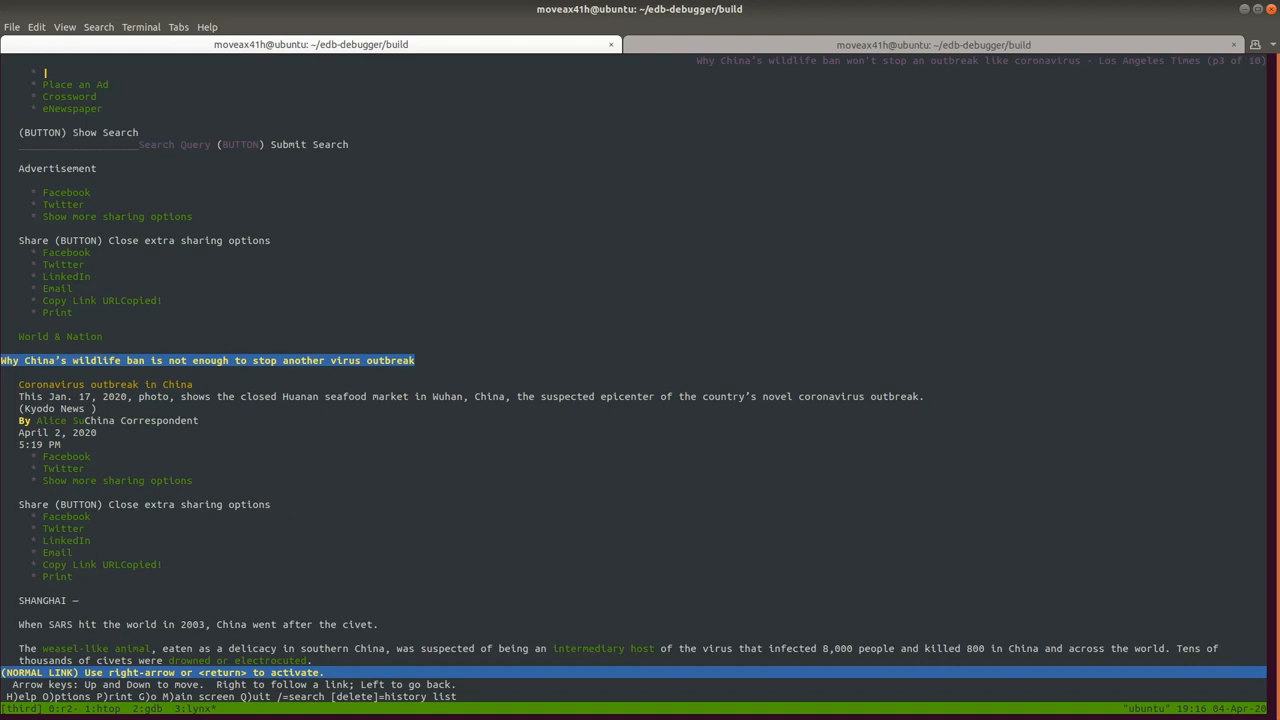 moveax41h@ubuntu: ~/edb-debugger/build
File Edit View Search Terminal Tabs Help
moveax41h@ubuntu: ~/edb-debugger/build × moveax41h@ubuntu: ~/edb-debugger/build ×
Why China’s wildlife ban won't stop an outbreak like coronavirus - Los Angeles Times (p3 of 10)
* |
* Place an Ad
* Crossword
* eNewspaper
(BUTTON) Show Search
____________________Search Query (BUTTON) Submit Search
Advertisement
* Facebook
* Twitter
* Show more sharing options
Share (BUTTON) Close extra sharing options
* Facebook
* Twitter
* LinkedIn
* Email
* Copy Link URLCopied!
* Print
World & Nation
Why China’s wildlife ban is not enough to stop another virus outbreak
Coronavirus outbreak in China
This Jan. 17, 2020, photo, shows the closed Huanan seafood market in Wuhan, China, the suspected epicenter of the country’s novel coronavirus outbreak.
(Kyodo News )
By Alice SuChina Correspondent
April 2, 2020
5:19 PM
* Facebook
* Twitter
* Show more sharing options
Share (BUTTON) Close extra sharing options
* Facebook
* Twitter
* LinkedIn
* Email
* Copy Link URLCopied!
* Print
SHANGHAI —
When SARS hit the world in 2003, China went after the civet.
The weasel-like animal, eaten as a delicacy in southern China, was suspected of being an intermediary host of the virus that infected 8,000 people and killed 800 in China and across the world. Tens of
thousands of civets were drowned or electrocuted.
(NORMAL LINK) Use right-arrow or <return> to activate.
Arrow keys: Up and Down to move. Right to follow a link; Left to go back.
H)elp O)ptions P)rint G)o M)ain screen Q)uit /=search [delete]=history list
[third] 0:r2- 1:htop 2:gdb 3:lynx* "ubuntu" 19:16 04-Apr-20